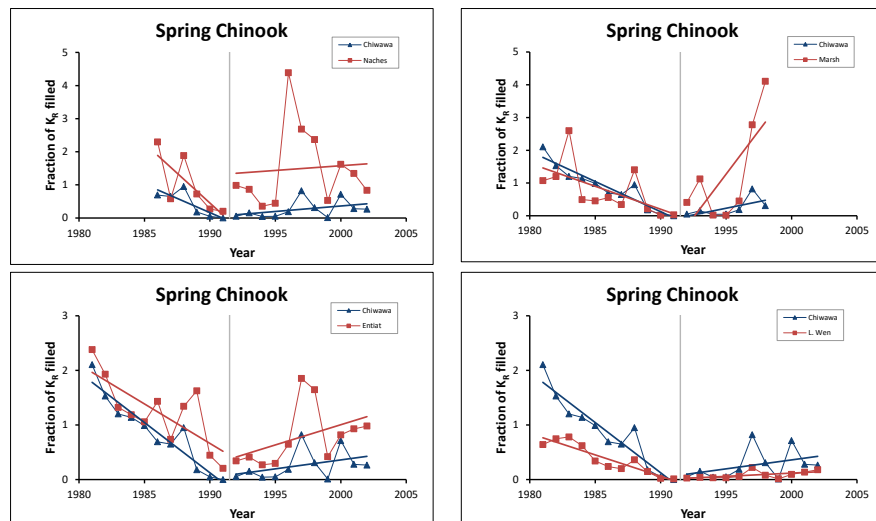 Spring Chinook
Chiwawa
Naches
Fraction of KR filled
5
4
3
2
1
0
1980 1985 1990 1995 2000 2005
Year
Spring Chinook
Chiwawa
Marsh
Fraction of KR filled
5
4
3
2
1
0
1980 1985 1990 1995 2000 2005
Year
Spring Chinook
Chiwawa
Entiat
Fraction of KR filled
3
2
1
0
1980 1985 1990 1995 2000 2005
Year
Spring Chinook
Chiwawa
L. Wen
Fraction of KR filled
3
2
1
0
1980 1985 1990 1995 2000 2005
Year